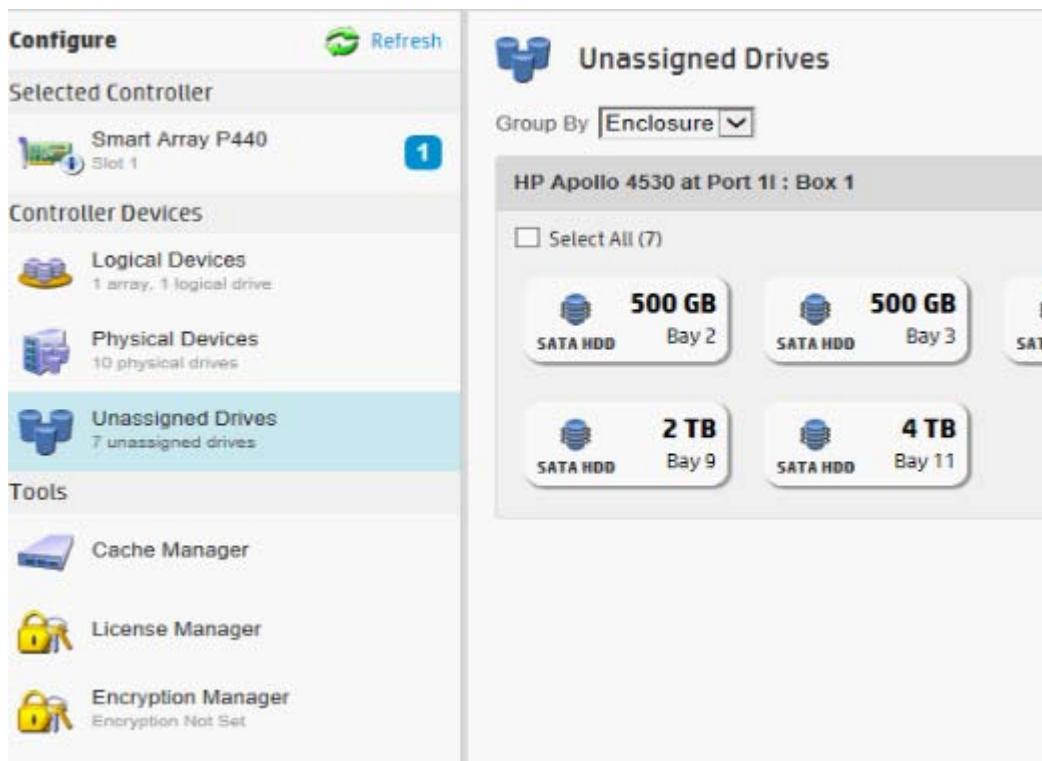 Configure
Refresh
Selected Controller
Smart Array P440
Slot 1
1
Controller Devices
Logical Devices
1 array, 1 logical drive
Physical Devices
10 physical drives
Unassigned Drives
7 unassigned drives
Tools
Cache Manager
License Manager
Encryption Manager
Encryption Not Set
Unassigned Drives
Group By Enclosure
HP Apollo 4530 at Port 1I : Box 1
Select All (7)
500 GB
SATA HDD Bay 2
500 GB
SATA HDD Bay 3
SAT
2 TB
SATA HDD Bay 9
4 TB
SATA HDD Bay 11